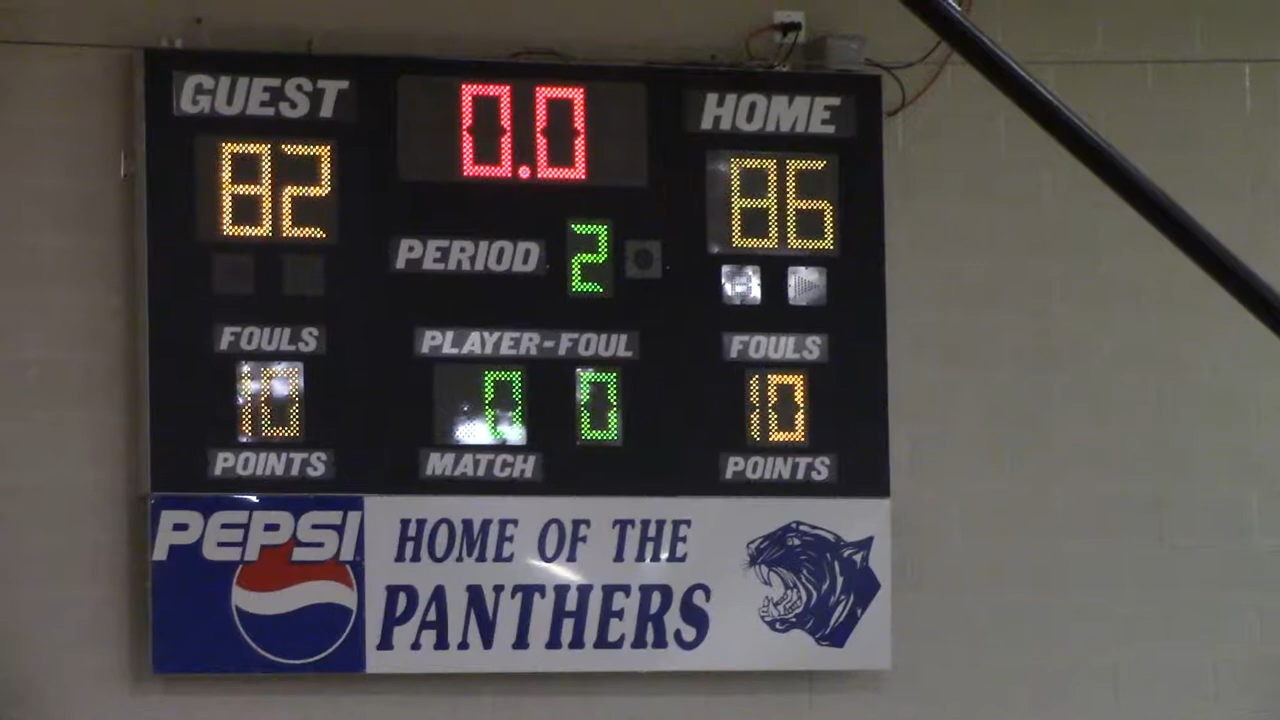 GUEST
0.0
HOME
82
86
PERIOD 2
B
FOULS
PLAYER-FOUL
FOULS
10
0 0
10
POINTS
MATCH
POINTS
PEPSI
HOME OF THE
PANTHERS